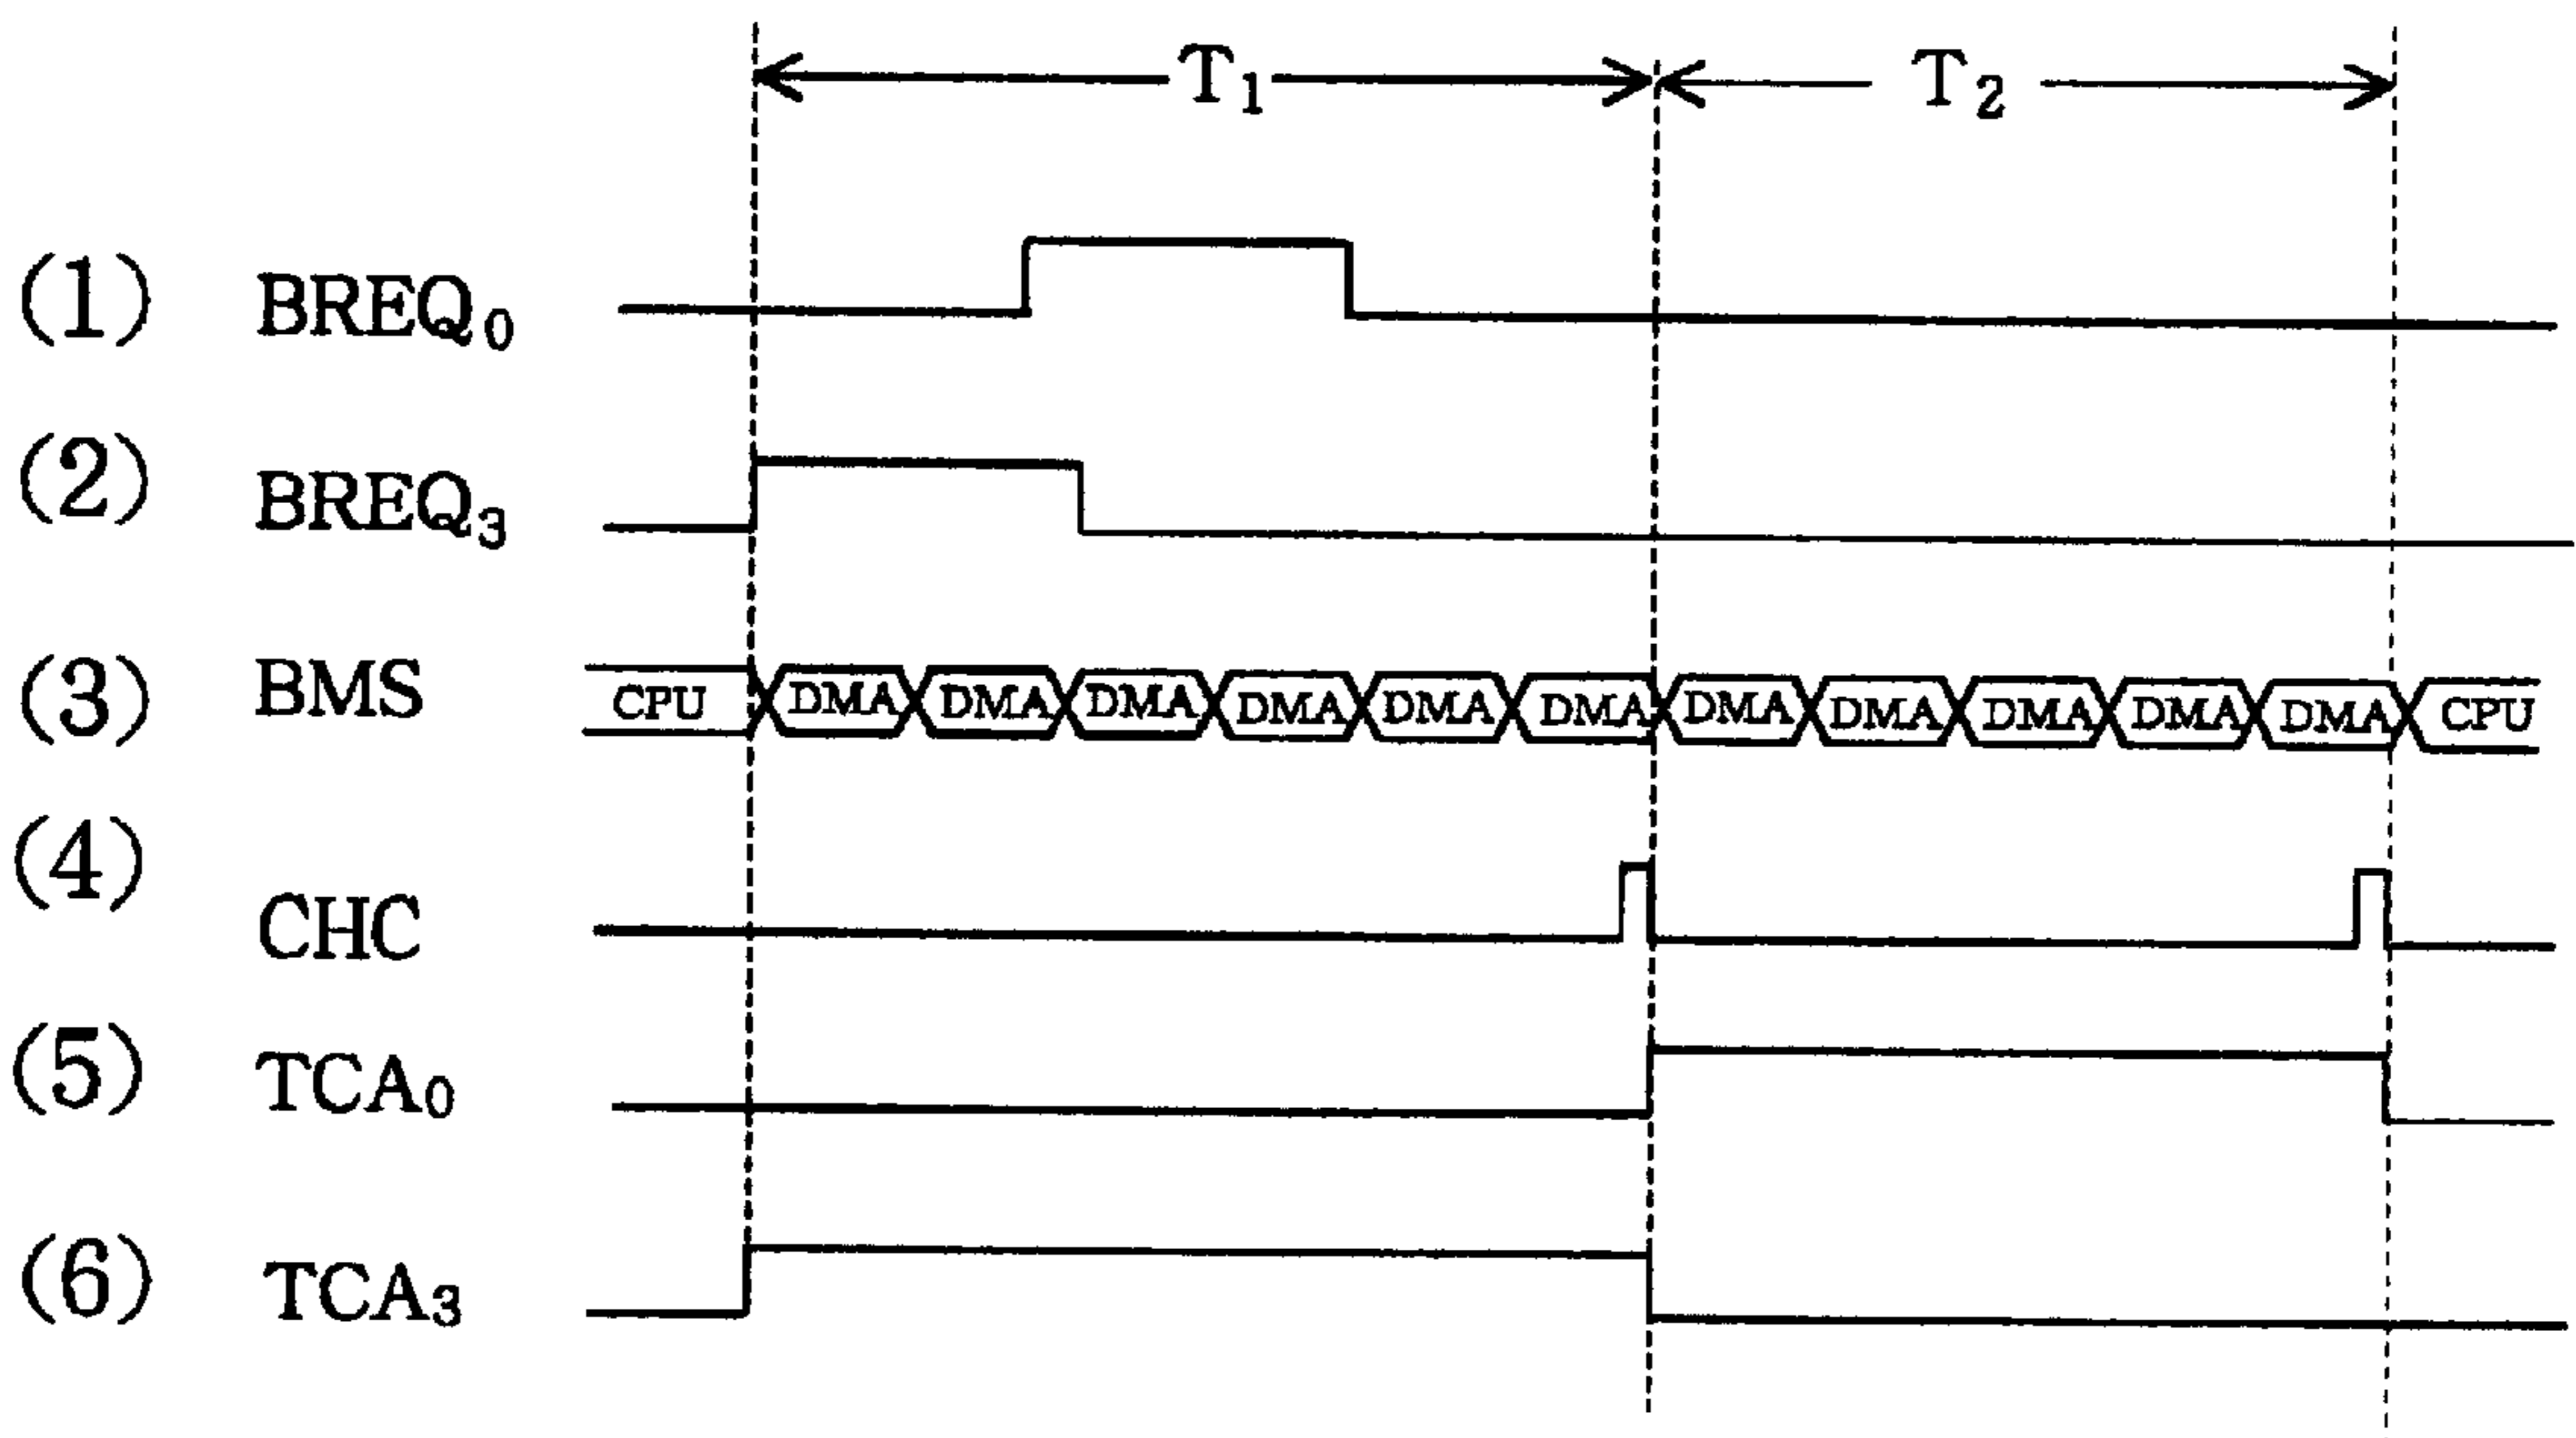 T₁ T₂
(1) BREQ₀
(2) BREQ₃
(3) BMS CPU DMA DMA DMA DMA DMA DMA DMA DMA DMA DMA DMA CPU
(4) CHC
(5) TCA₀
(6) TCA₃